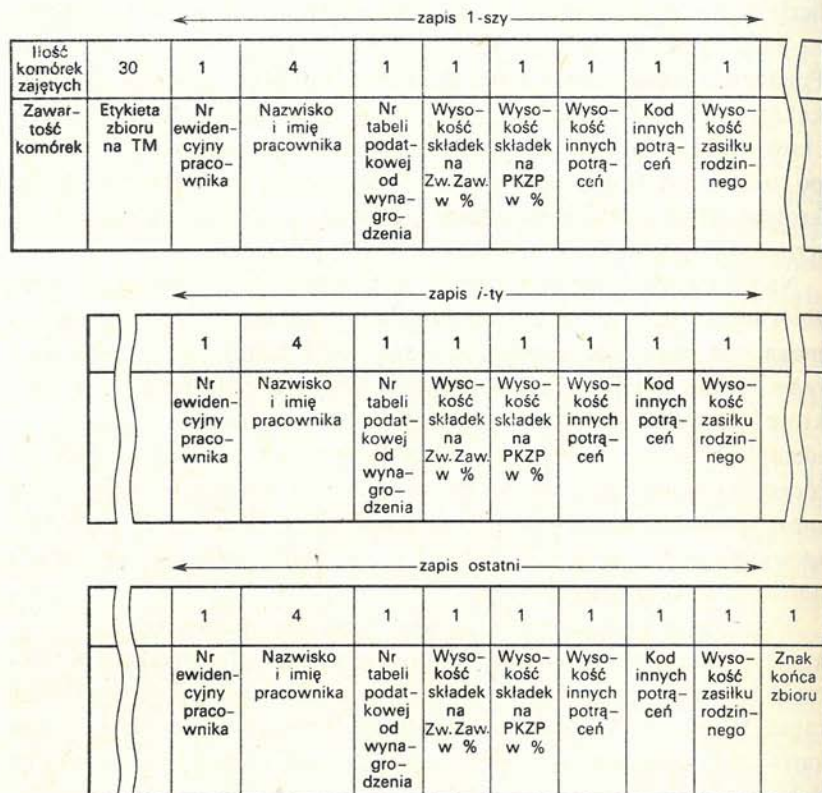 zapis 1-szy
Ilość komórek zajętych 30 1 4 1 1 1 1 1 1
Zawar-
tość
komórek
Etykieta
zbioru
na TM
Nr
ewiden-
cyjny
praco-
wnika
Nazwisko
i imię
pracownika
Nr
tabeli
podat-
kowej
od
wyna-
gro-
dzenia
Wyso-
kość
składek
na
Zw. Zaw.
w %
Wyso-
kość
składek
na
PKZP
w %
Wyso-
kość
innych
potrą-
ceń
Kod
innych
potrą-
ceń
Wyso-
kość
zasiłku
rodzin-
nego
zapis i-ty
1 4 1 1 1 1 1 1
Nr
ewiden-
cyjny
praco-
wnika
Nazwisko
i imię
pracownika
Nr
tabeli
podat-
kowej
od
wyna-
gro-
dzenia
Wyso-
kość
składek
na
Zw. Zaw.
w %
Wyso-
kość
składek
na
PKZP
w %
Wyso-
kość
innych
potrą-
ceń
Kod
innych
potrą-
ceń
Wyso-
kość
zasiłku
rodzin-
nego
zapis ostatni
1 4 1 1 1 1 1 1 1
Nr
ewiden-
cyjny
praco-
wnika
Nazwisko
i imię
pracownika
Nr
tabeli
podat-
kowej
od
wyna-
gro-
dzenia
Wyso-
kość
składek
na
Zw. Zaw.
w %
Wyso-
kość
składek
na
PKZP
w %
Wyso-
kość
innych
potrą-
ceń
Kod
innych
potrą-
ceń
Wyso-
kość
zasiłku
rodzin-
nego
Znak
końca
zbioru